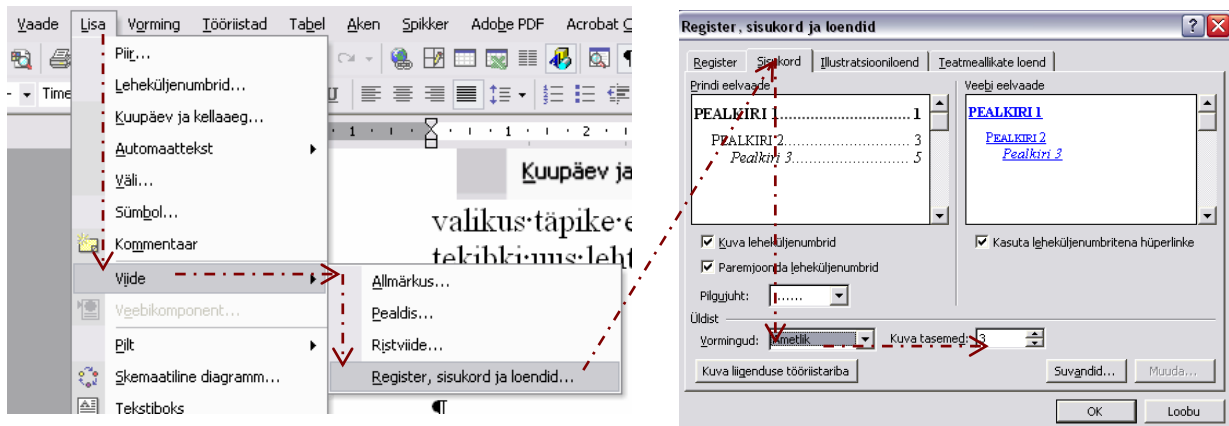 Vaade Lisa Vorming Tööriistad Tabel Aken Spikker Adobe PDF Acrobat C
Time
U
1 1 2
Piir...
Leheküljenumbrid...
Kuupäev ja kellaaeg...
Automaattekst
Väli...
Sümbol...
Kommentaar
Viide
Veebikomponent...
Pilt
Skemaatiline diagramm...
Tekstiboks
Allmärkus...
Pealdis...
Ristviide...
Register, sisukord ja loendid...
Kuupäev ja
valikus·täpike·e
tekibki·uus·leht
¶
Register, sisukord ja loendid
Register Sisukord Illustratsiooniloend Teatmeallikate loend
Prindi eelvaade
PEALKIRI 1.......................................1
PEALKIRI 2.................................... 3
Pealkiri 3.................................. 5
Veebi eelvaade
PEALKIRI 1
PEALKIRI 2
Pealkiri 3
Kuva leheküljenumbrid
Paremjoonda leheküljenumbrid
Pilgujuht: ......
Kasuta leheküljenumbritena hüperlinke
Üldist
Vormingud: Ametlik Kuva tasemed: 3
Kuva liigenduse tööriistariba Suvandid... Muuda...
OK Loobu